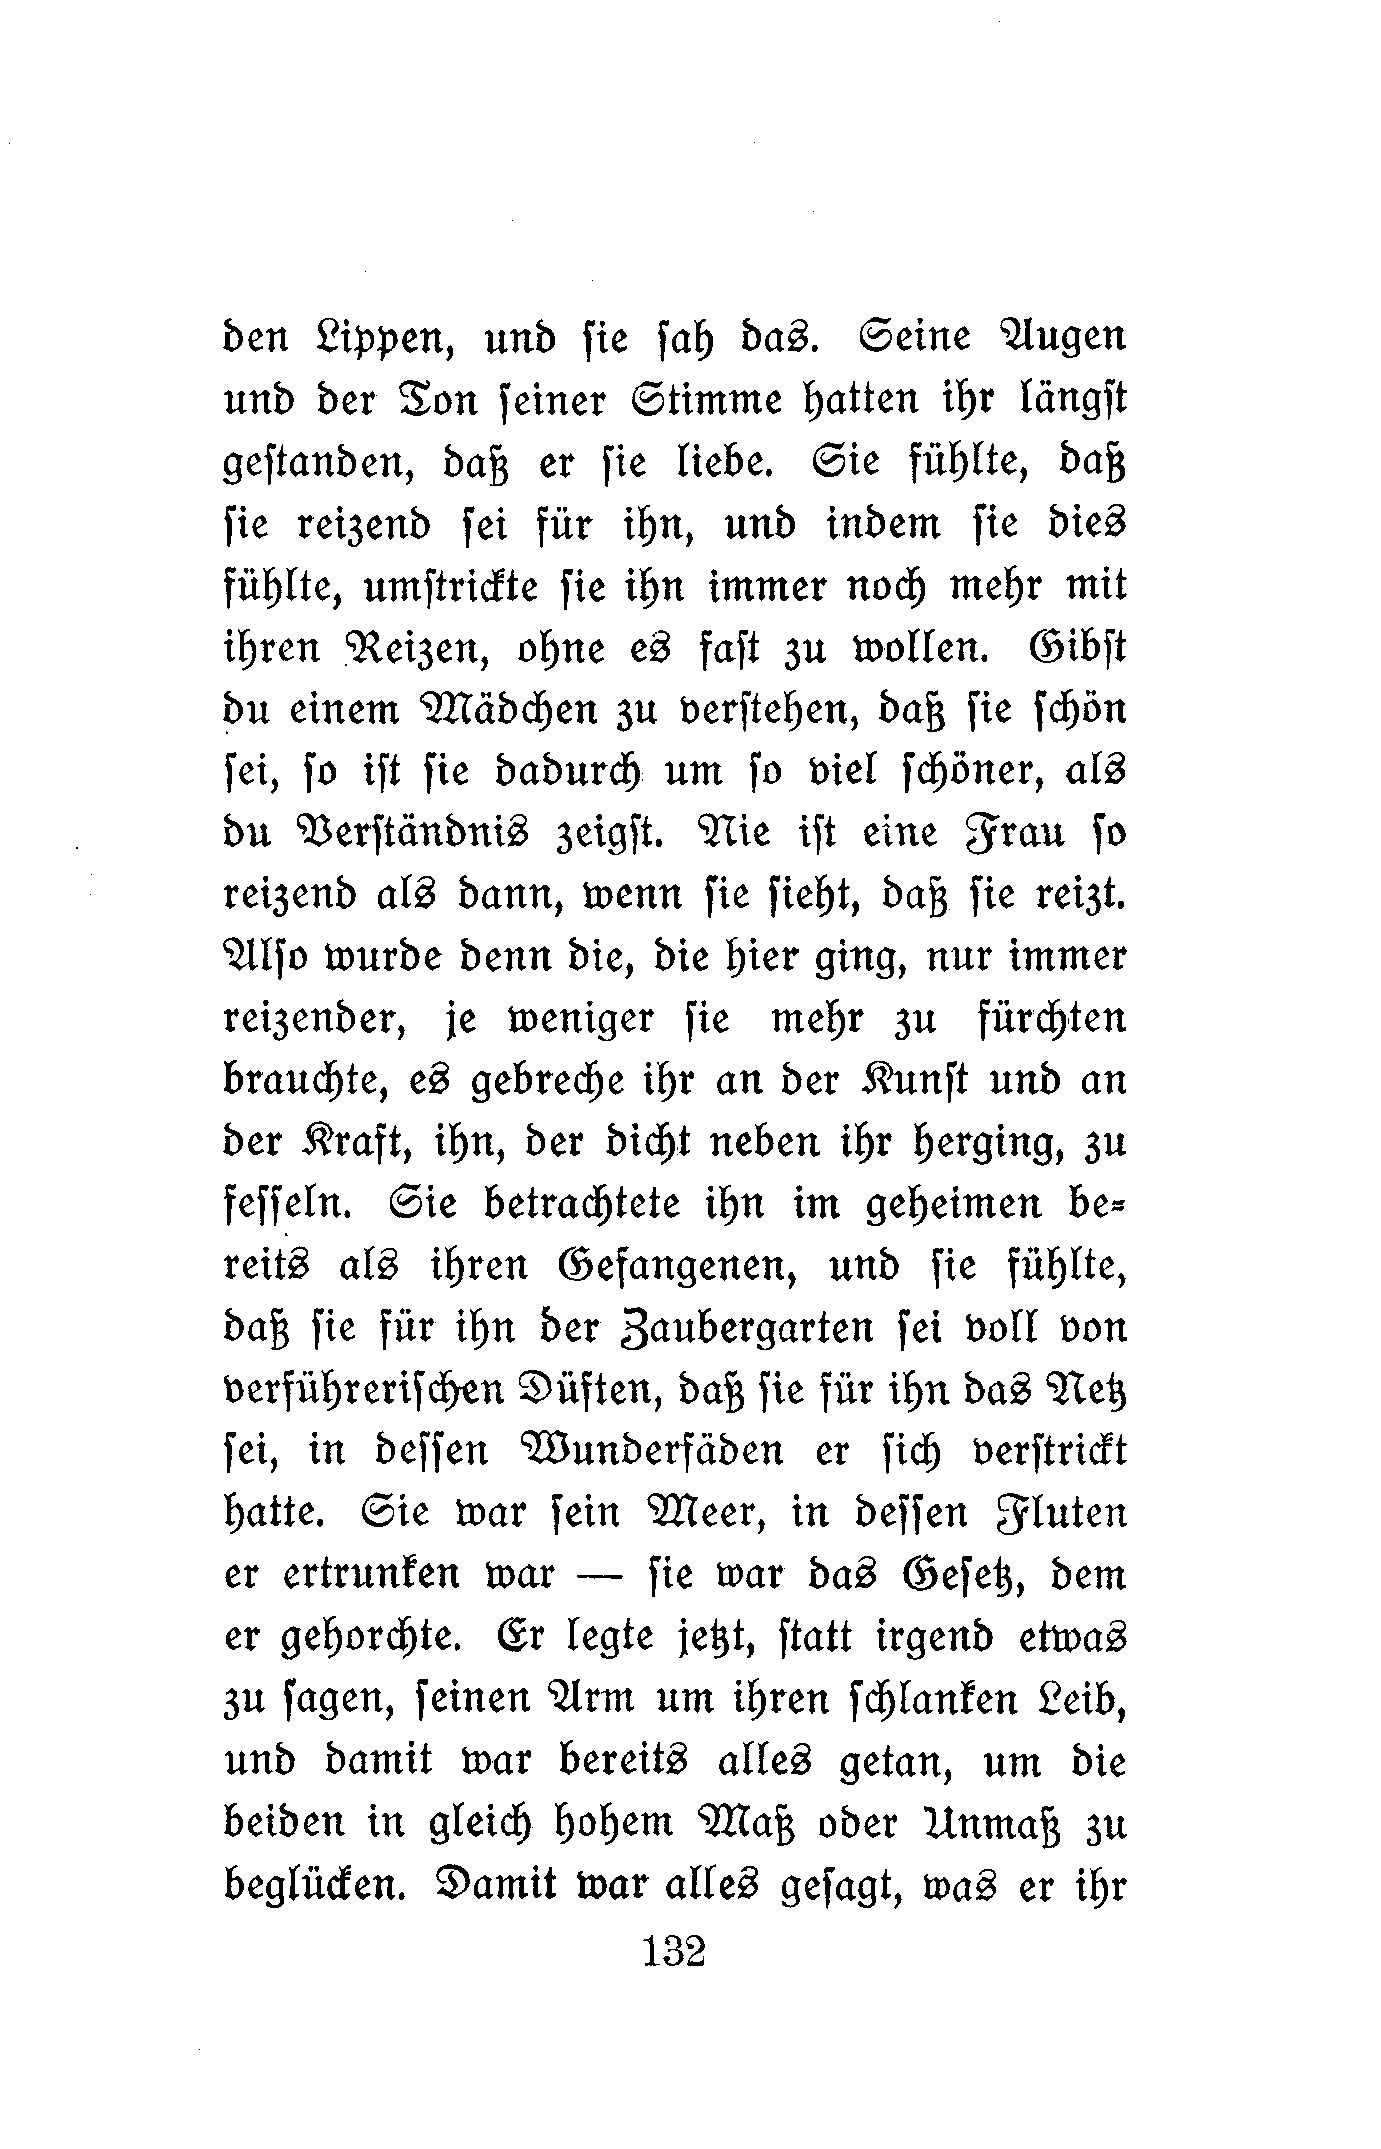 den Lippen, und sie sah das. Seine Augen
und der Ton seiner Stimme hatten ihr längst
gestanden, daß er sie liebe. Sie fühlte, daß
sie reizend sei für ihn, und indem sie dies
fühlte, umstrickte sie ihn immer noch mehr mit
ihren Reizen, ohne es fast zu wollen. Gibst
du einem Mädchen zu verstehen, daß sie schön
sei, so ist sie dadurch um so viel schöner, als
du Verständnis zeigst. Nie ist eine Frau so
reizend als dann, wenn sie sieht, daß sie reizt.
Also wurde denn die, die hier ging, nur immer
reizender, je weniger sie mehr zu fürchten
brauchte, es gebreche ihr an der Kunst und an
der Kraft, ihn, der dicht neben ihr herging, zu
fesseln. Sie betrachtete ihn im geheimen be-
reits als ihren Gefangenen, und sie fühlte,
daß sie für ihn der Zaubergarten sei voll von
verführerischen Düften, daß sie für ihn das Netz
sei, in dessen Wunderfäden er sich verstrickt
hatte. Sie war sein Meer, in dessen Fluten
er ertrunken war — sie war das Gesetz, dem
er gehorchte. Er legte jetzt, statt irgend etwas
zu sagen, seinen Arm um ihren schlanken Leib,
und damit war bereits alles getan, um die
beiden in gleich hohem Maß oder Unmaß zu
beglücken. Damit war alles gesagt, was er ihr
132